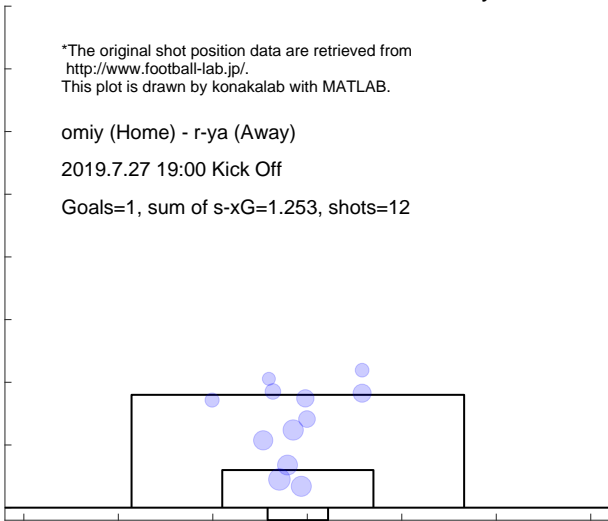 *The original shot position data are retrieved from
http://www.football-lab.jp/.
This plot is drawn by konakalab with MATLAB.
omiy (Home) - r-ya (Away)
2019.7.27 19:00 Kick Off
Goals=1, sum of s-xG=1.253, shots=12